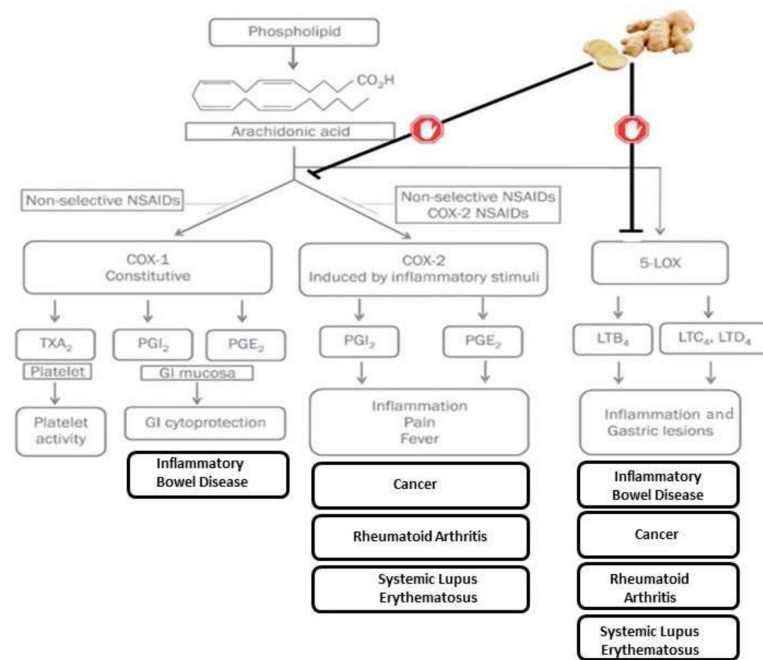 Phospholipid
CO₂H
Arachidonic acid
Non-selective NSAIDs
Non-selective NSAIDs
COX-2 NSAIDs
COX-1
Constitutive
COX-2
Induced by inflammatory stimuli
5-LOX
TXA₂
PGI₂
PGE₂
PGI₂
PGE₂
LTB₄
LTC₄, LTD₄
Platelet
GI mucosa
Platelet
activity
GI cytoprotection
Inflammation
Pain
Fever
Inflammation and
Gastric lesions
Inflammatory
Bowel Disease
Cancer
Rheumatoid Arthritis
Systemic Lupus
Erythematosus
Inflammatory
Bowel Disease
Cancer
Rheumatoid
Arthritis
Systemic Lupus
Erythematosus